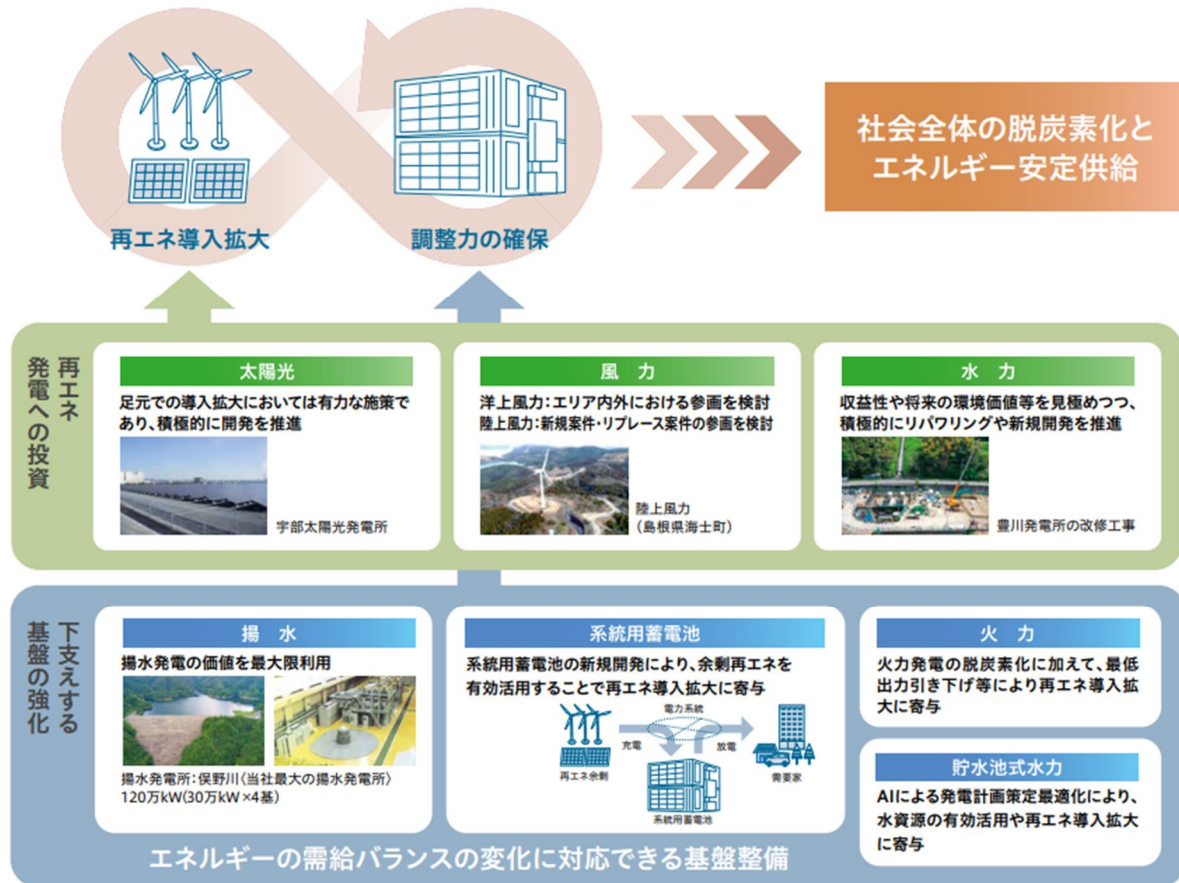 社会全体の脱炭素化と
エネルギー安定供給
再エネ導入拡大
調整力の確保
再エネ
発電への投資
太陽光
足元での導入拡大においては有力な施策で
あり、積極的に開発を推進
宇部太陽光発電所
風 力
洋上風力：エリア内外における参画を検討
陸上風力：新規案件・リプレース案件の参画を検討
陸上風力
（島根県海士町）
水 力
収益性や将来の環境価値等を見極めつつ、
積極的にリパワリングや新規開発を推進
豊川発電所の改修工事
下支えする
基盤の強化
揚 水
揚水発電の価値を最大限利用
揚水発電所：俣野川〈当社最大の揚水発電所〉
120万kW(30万kW×4基)
系統用蓄電池
系統用蓄電池の新規開発により、余剰再エネを
有効活用することで再エネ導入拡大に寄与
電力系統
充電
放電
再エネ余剰
需要家
系統用蓄電池
火 力
火力発電の脱炭素化に加えて、最低
出力引き下げ等により再エネ導入拡
大に寄与
貯水池式水力
AIによる発電計画策定最適化により、
水資源の有効活用や再エネ導入拡大
に寄与
エネルギーの需給バランスの変化に対応できる基盤整備